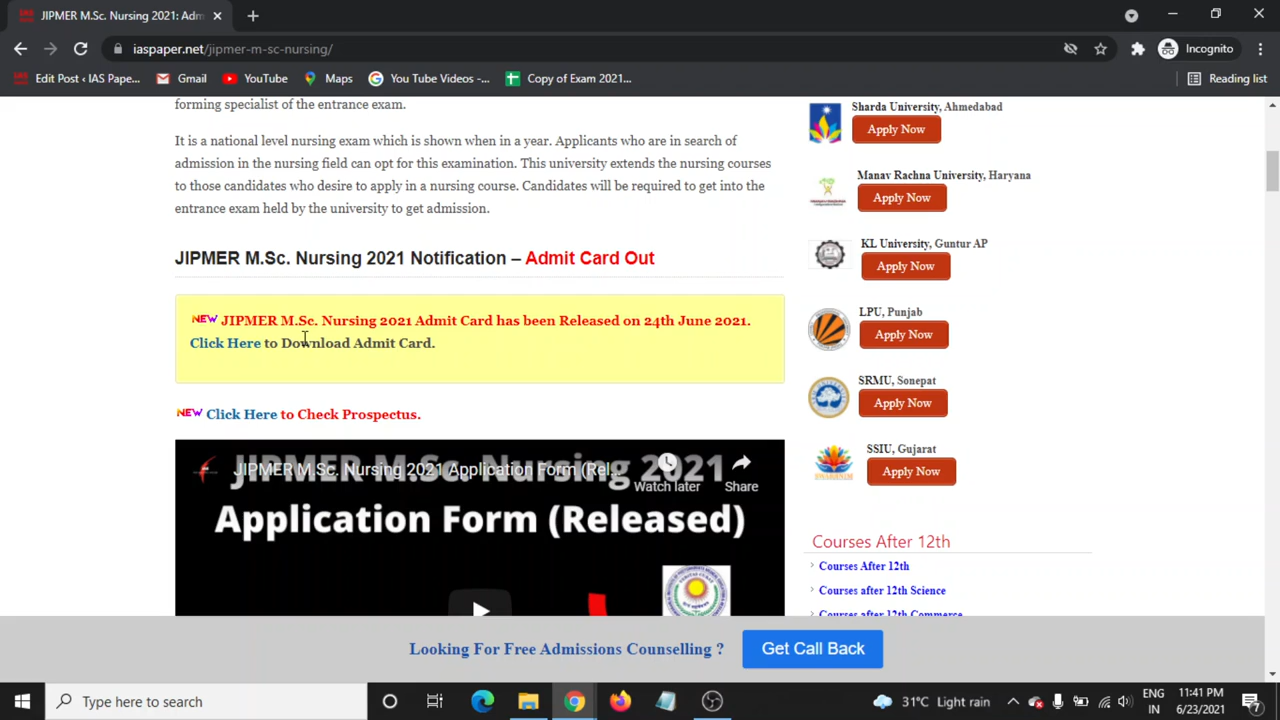 JIPMER M.Sc. Nursing 2021: Adm
iaspaper.net/jipmer-m-sc-nursing/
Incognito
Edit Post ‹ IAS Pape...
Gmail
YouTube
Maps
You Tube Videos -...
Copy of Exam 2021...
Reading list
forming specialist of the entrance exam.
It is a national level nursing exam which is shown when in a year. Applicants who are in search of
admission in the nursing field can opt for this examination. This university extends the nursing courses
to those candidates who desire to apply in a nursing course. Candidates will be required to get into the
entrance exam held by the university to get admission.
JIPMER M.Sc. Nursing 2021 Notification – Admit Card Out
NEW JIPMER M.Sc. Nursing 2021 Admit Card has been Released on 24th June 2021.
Click Here to Download Admit Card.
NEW Click Here to Check Prospectus.
JIPMER M.Sc. Nursing 2021 Application Form (Rel...
JIPMER M.Sc. Nursing 2021
Watch later
Share
Application Form (Released)
Sharda University, Ahmedabad
Apply Now
Manav Rachna University, Haryana
Apply Now
KL University, Guntur AP
Apply Now
LPU, Punjab
Apply Now
SRMU, Sonepat
Apply Now
SSIU, Gujarat
Apply Now
Courses After 12th
Courses After 12th
Courses after 12th Science
Courses after 12th Commerce
Looking For Free Admissions Counselling ?
Get Call Back
Type here to search
31°C Light rain
ENG
IN
11:41 PM
6/23/2021
7